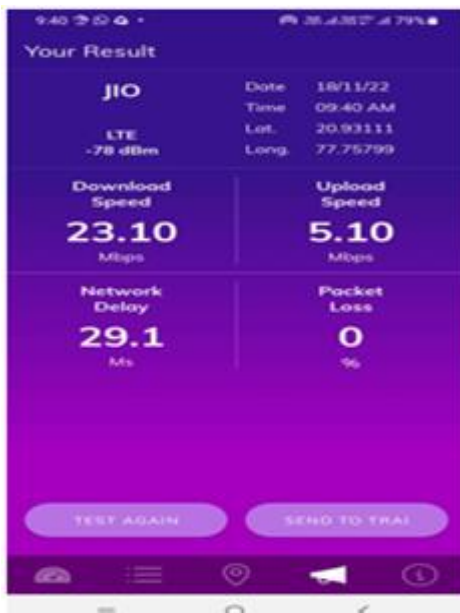 9:40
79%
Your Result
JIO
LTE
-78 dBm
Date 18/11/22
Time 09:40 AM
Lat. 20.93111
Long. 77.75799
Download
Speed
23.10
Mbps
Upload
Speed
5.10
Mbps
Network
Delay
29.1
Ms
Packet
Loss
0
%
TEST AGAIN
SEND TO TRAI